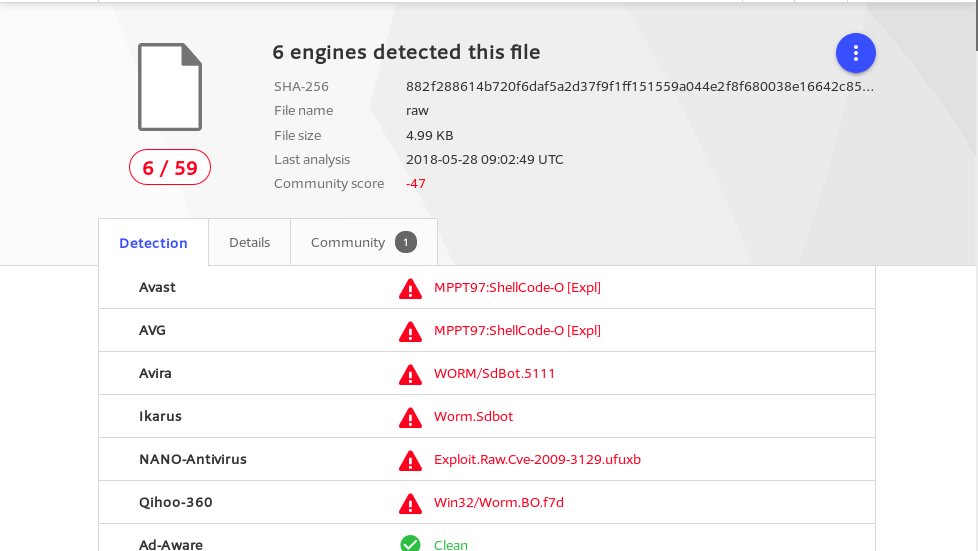 6 engines detected this file
SHA-256 882f288614b720f6daf5a2d37f9f1ff151559a044e2f8f680038e16642c85...
File name raw
File size 4.99 KB
Last analysis 2018-05-28 09:02:49 UTC
Community score -47
6 / 59
Detection Details Community 1
Avast MPPT97:ShellCode-O [Expl]
AVG MPPT97:ShellCode-O [Expl]
Avira WORM/SdBot.5111
Ikarus Worm.Sdbot
NANO-Antivirus Exploit.Raw.Cve-2009-3129.ufuxb
Qihoo-360 Win32/Worm.BO.f7d
Ad-Aware Clean